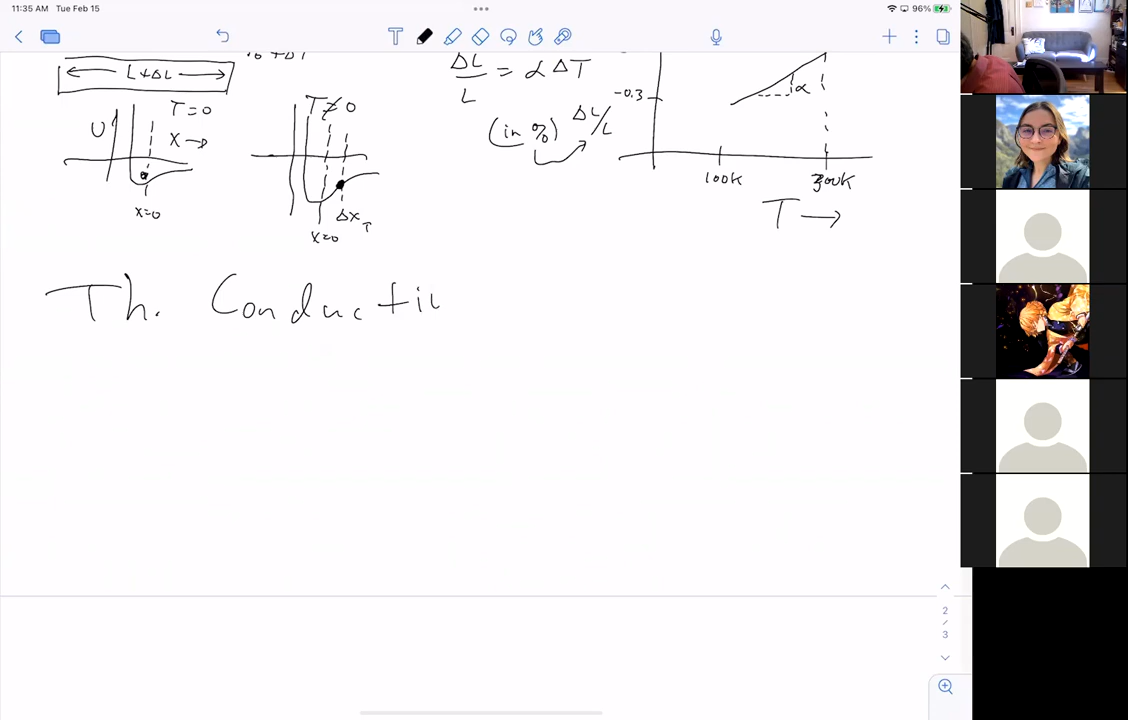 11:35 AM Tue Feb 15
96%
L+ΔL
ΔL/L = α ΔT
(in %) ΔL/L
-0.3
α
100K
300K
T →
T=0
U
X →
x=0
T≠0
ΔX_T
x=0
Th. Conducti
2
/
3